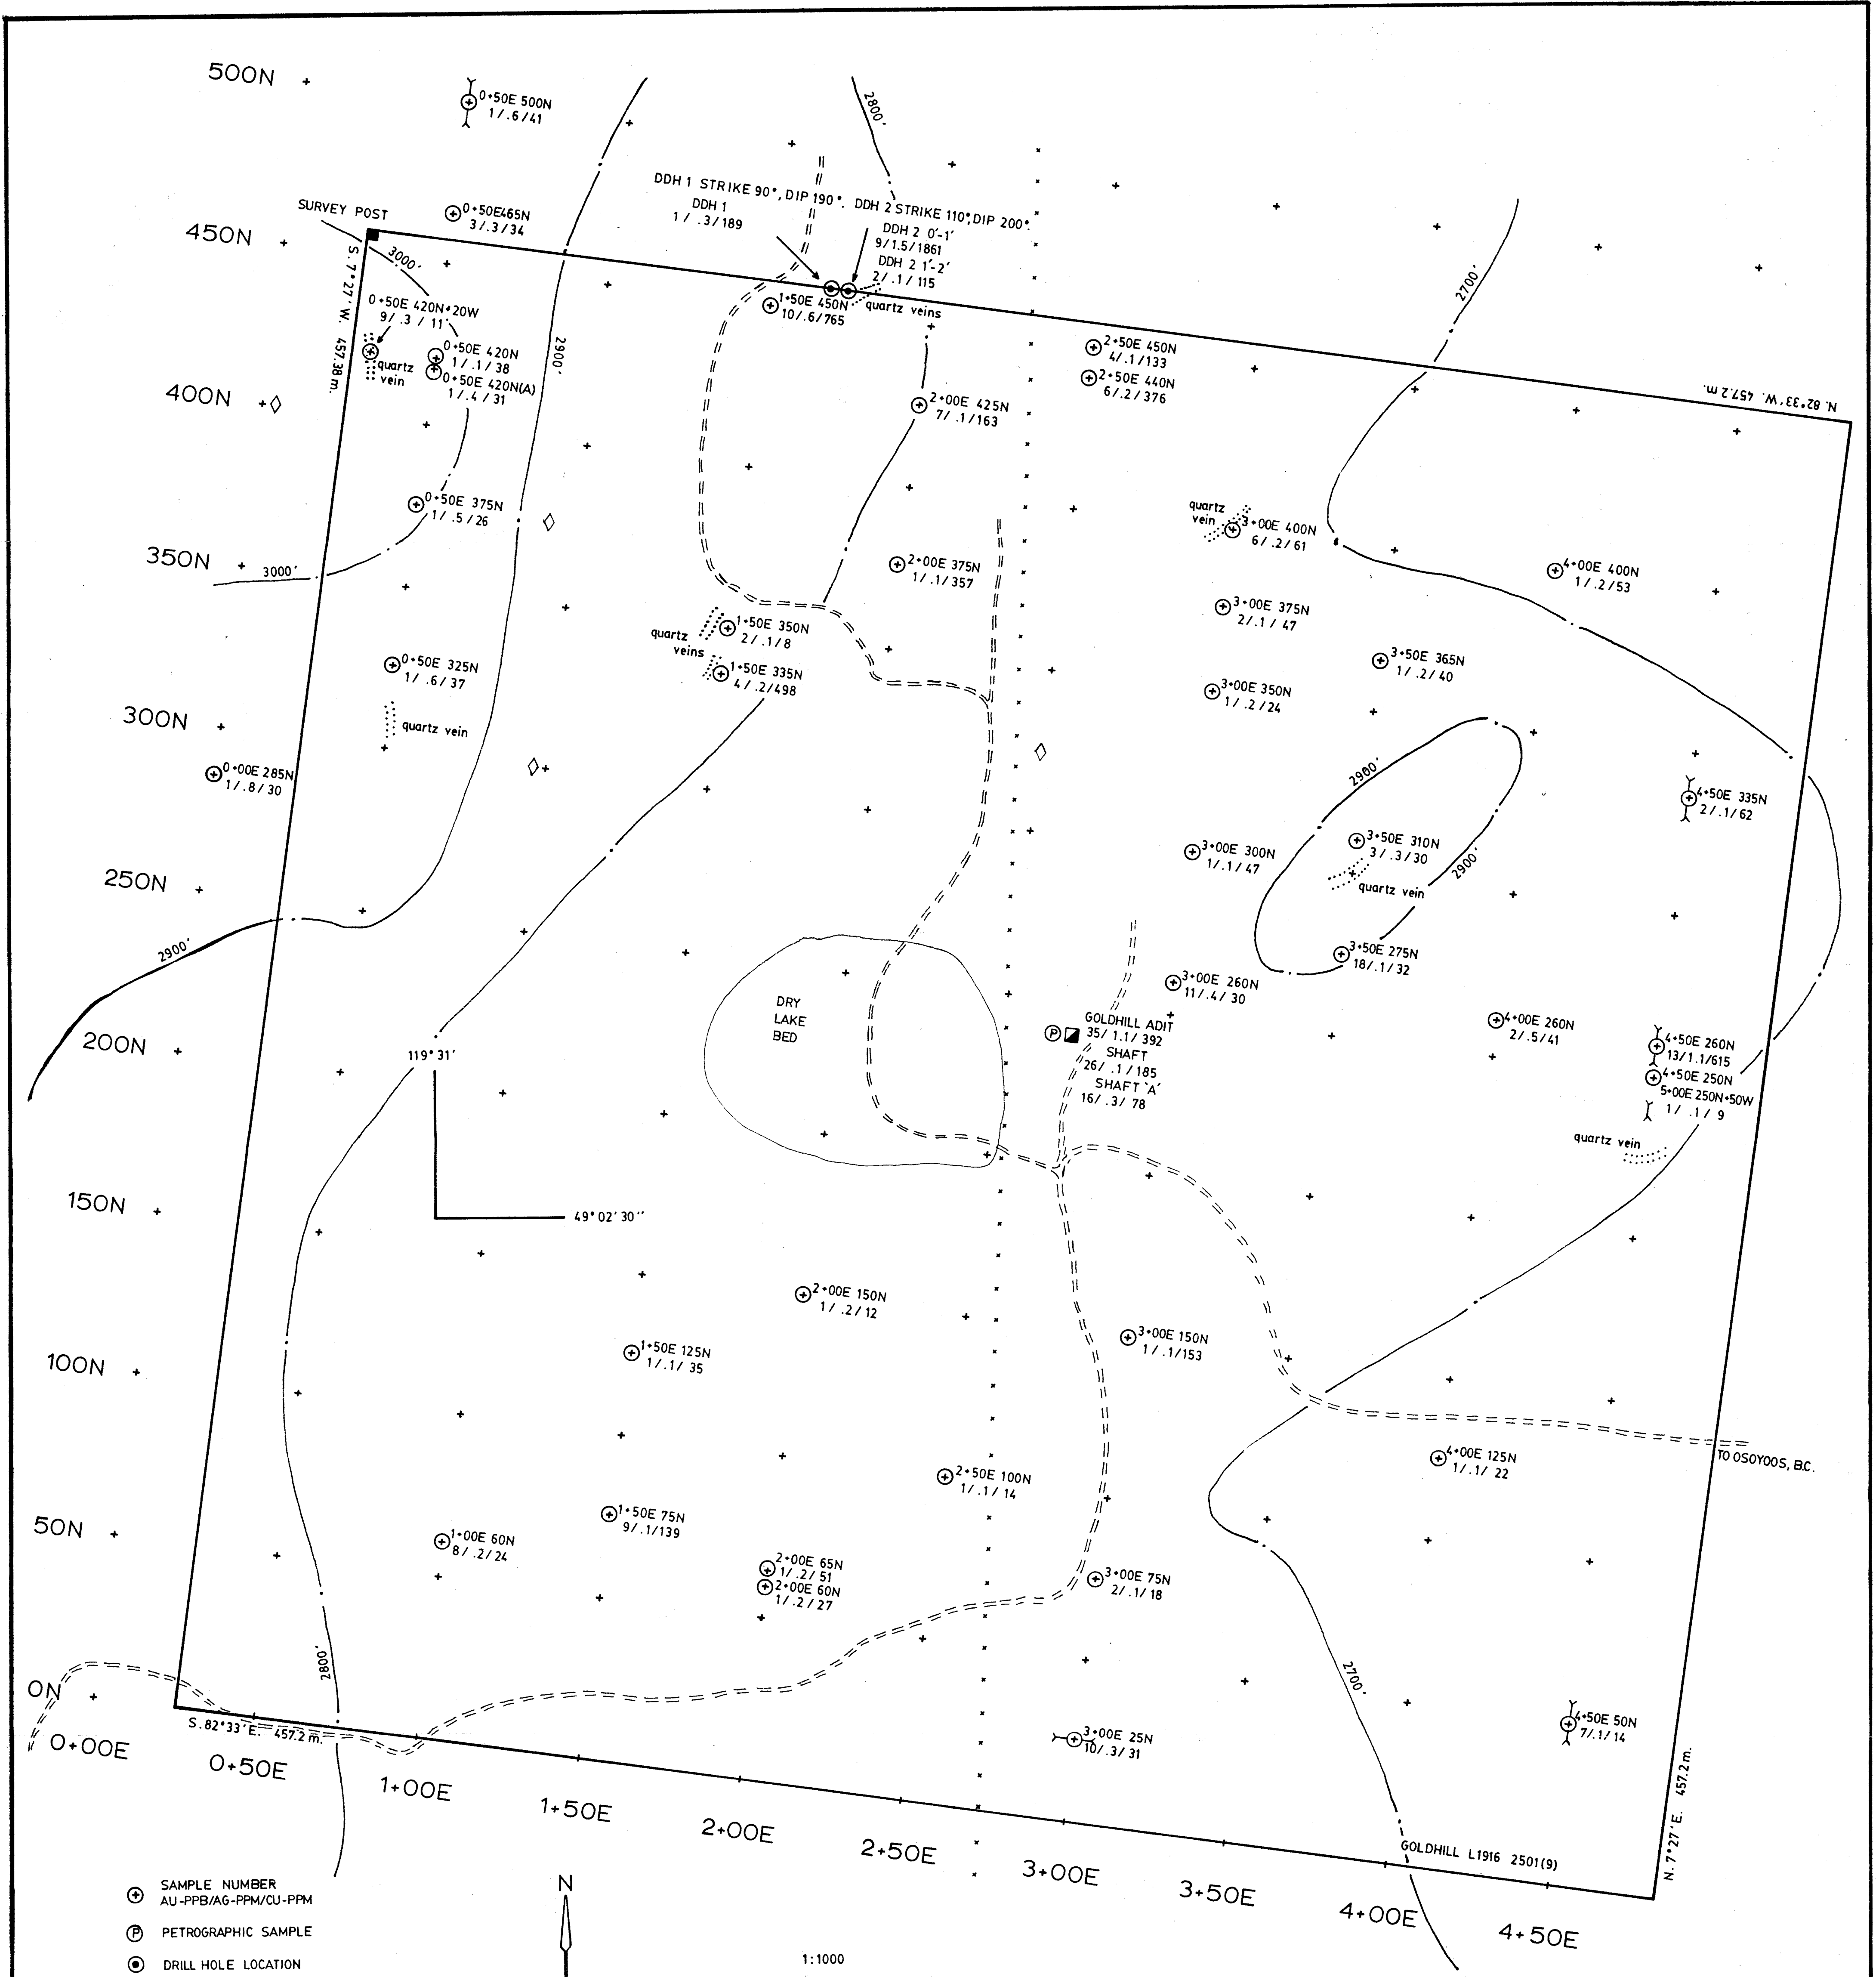 500N
0+50E 500N
1/.6/41
2800'
DDH 1 STRIKE 90°, DIP 190°. DDH 2 STRIKE 110°, DIP 200°.
DDH 1
1/ .3/189
DDH 2 0'-1'
9/1.5/1861
DDH 2 1'-2'
2/ .1/ 115
SURVEY POST
0+50E465N
3/.3/34
450N
S. 7°27' W. 457.38 m.
3000'
0+50E 420N+20W
9/ .3 / 11
quartz
vein
0+50E 420N
1/ .1/ 38
0+50E 420N(A)
1/ .4/ 31
2900'
1+50E 450N
10/.6/765
quartz veins
2700'
2+50E 450N
4/ .1/133
2+50E 440N
6/.2/376
N. 82°33' W. 457.2 m.
400N
2+00E 425N
7/ .1/163
0+50E 375N
1/ .5/26
quartz
vein
3+00E 400N
6/ .2/61
350N
3000'
2+00E 375N
1/.1/357
4+00E 400N
1/ .2/53
3+00E 375N
2/.1/ 47
quartz
veins
1+50E 350N
2/ .1/8
1+50E 335N
4/ .2/498
0+50E 325N
1/ .6/ 37
3+50E 365N
1/ .2/ 40
3+00E 350N
1/ .2/24
300N
quartz vein
0+00E 285N
1/ .8/30
2900'
4+50E 335N
2/ .1/62
3+50E 310N
3/ .3/30
quartz vein
2900'
3+00E 300N
1/.1/ 47
250N
2900'
3+50E 275N
18/.1/ 32
3+00E 260N
11/.4/ 30
DRY
LAKE
BED
GOLDHILL ADIT
35/ 1.1/ 392
SHAFT
26/ .1/185
SHAFT 'A'
16/ .3/ 78
P
4+00E 260N
2/ .5/41
4+50E 260N
13/1.1/615
4+50E 250N
5+00E 250N+50W
1/ .1/ 9
quartz vein
200N
119° 31'
150N
49° 02' 30"
2+00E 150N
1/ .2/12
1+50E 125N
1/.1/ 35
3+00E 150N
1/ .1/153
100N
TO OSOYOOS, B.C.
4+00E 125N
1/.1/ 22
2+50E 100N
1/.1/ 14
1+50E 75N
9/ .1/139
50N
1+00E 60N
8/ .2/24
2+00E 65N
1/.2/ 51
2+00E 60N
1/ .2/27
3+00E 75N
2/ .1/18
2800'
2700'
0N
S. 82°33' E. 457.2 m.
3+00E 25N
10/.3/ 31
4+50E 50N
7/.1/14
N. 7°27' E. 457.2 m.
0+00E
0+50E
1+00E
1+50E
2+00E
2+50E
3+00E
3+50E
4+00E
4+50E
GOLDHILL L1916 2501(9)
SAMPLE NUMBER
AU-PPB/AG-PPM/CU-PPM
P PETROGRAPHIC SAMPLE
DRILL HOLE LOCATION
N
1:1000